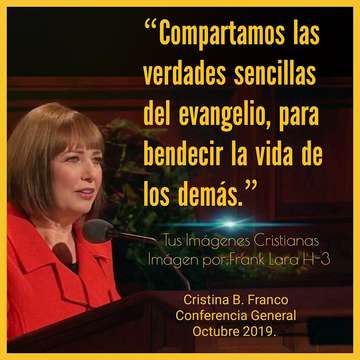 “Compartamos las
verdades sencillas
del evangelio, para
bendecir la vida de
los demás.”
Tus Imágenes Cristianas
Imágen por:Frank Lara H-3
Cristina B. Franco
Conferencia General
Octubre 2019.